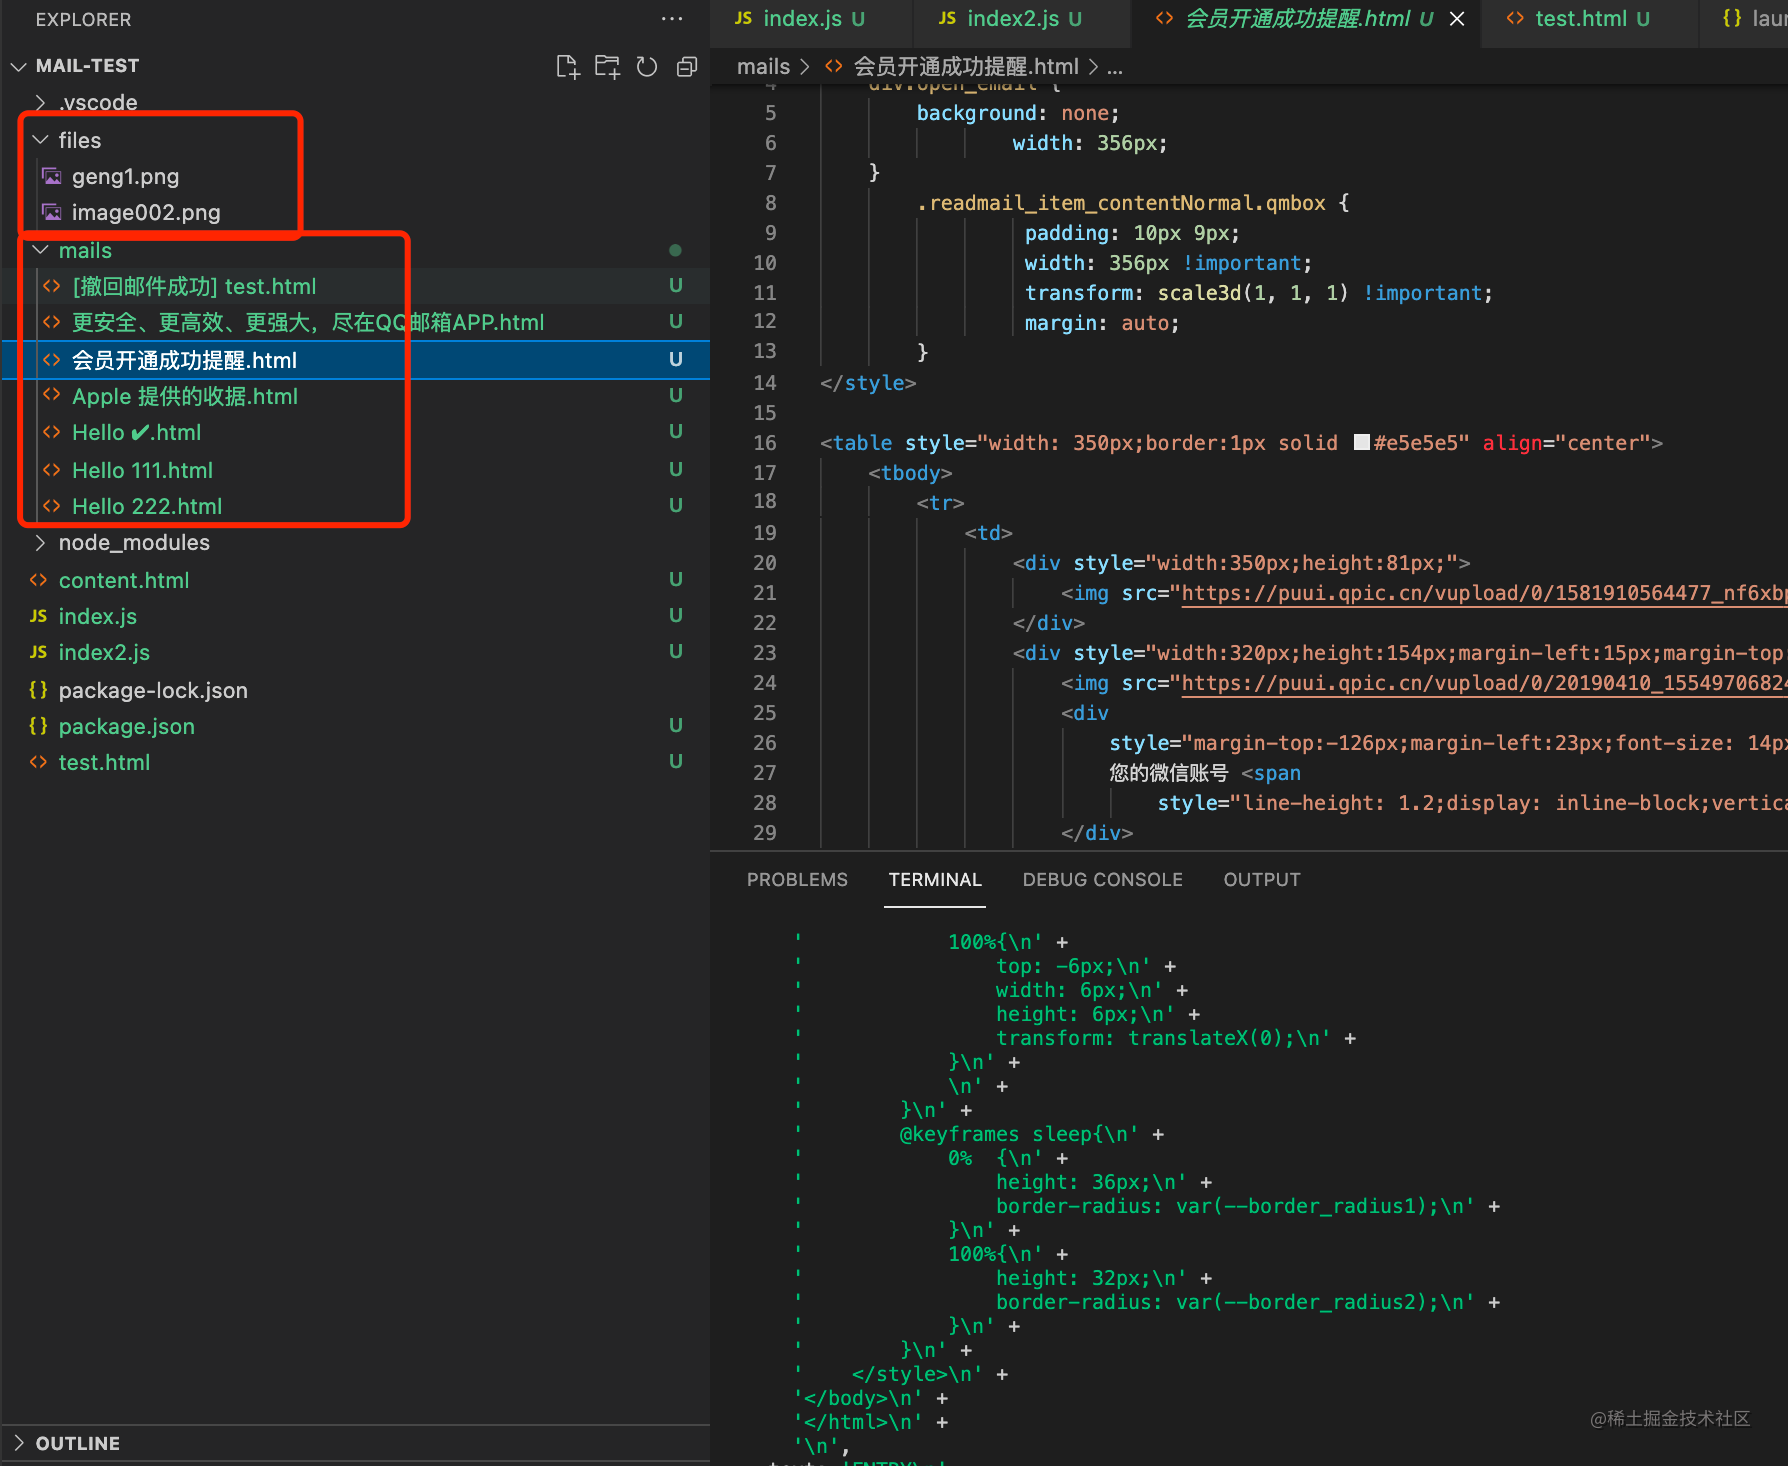 EXPLORER
MAIL-TEST
.vscode
files
geng1.png
image002.png
mails
[撤回邮件成功] test.html U
更安全、更高效、更强大，尽在QQ邮箱APP.html U
会员开通成功提醒.html U
Apple 提供的收据.html U
Hello ✔.html U
Hello 111.html U
Hello 222.html U
node_modules
content.html U
JS index.js U
JS index2.js U
{} package-lock.json
{} package.json U
test.html U
OUTLINE
JS index.js U JS index2.js U <> 会员开通成功提醒.html U × <> test.html U {}
mails > <> 会员开通成功提醒.html > ...
4 div.open_email {
5 background: none;
6 width: 356px;
7 }
8 .readmail_item_contentNormal.qmbox {
9 padding: 10px 9px;
10 width: 356px !important;
11 transform: scale3d(1, 1, 1) !important;
12 margin: auto;
13 }
14 </style>
15
16 <table style="width: 350px;border:1px solid #e5e5e5" align="center">
17 <tbody>
18 <tr>
19 <td>
20 <div style="width:350px;height:81px;">
21 <img src="https://puui.qpic.cn/vupload/0/1581910564477_nf6xb
22 </div>
23 <div style="width:320px;height:154px;margin-left:15px;margin-top:
24 <img src="https://puui.qpic.cn/vupload/0/20190410_1554970682
25 <div
26 style="margin-top:-126px;margin-left:23px;font-size: 14px
27 您的微信账号 <span
28 style="line-height: 1.2;display: inline-block;vertica
29 </div>
PROBLEMS TERMINAL DEBUG CONSOLE OUTPUT
' 100%{\n' +
' top: -6px;\n' +
' width: 6px;\n' +
' height: 6px;\n' +
' transform: translateX(0);\n' +
' }\n' +
' \n' +
' }\n' +
' @keyframes sleep{\n' +
' 0% {\n' +
' height: 36px;\n' +
' border-radius: var(--border_radius1);\n' +
' }\n' +
' 100%{\n' +
' height: 32px;\n' +
' border-radius: var(--border_radius2);\n' +
' }\n' +
' }\n' +
' </style>\n' +
'</body>\n' +
'</html>\n' +
'\n',
@稀土掘金技术社区